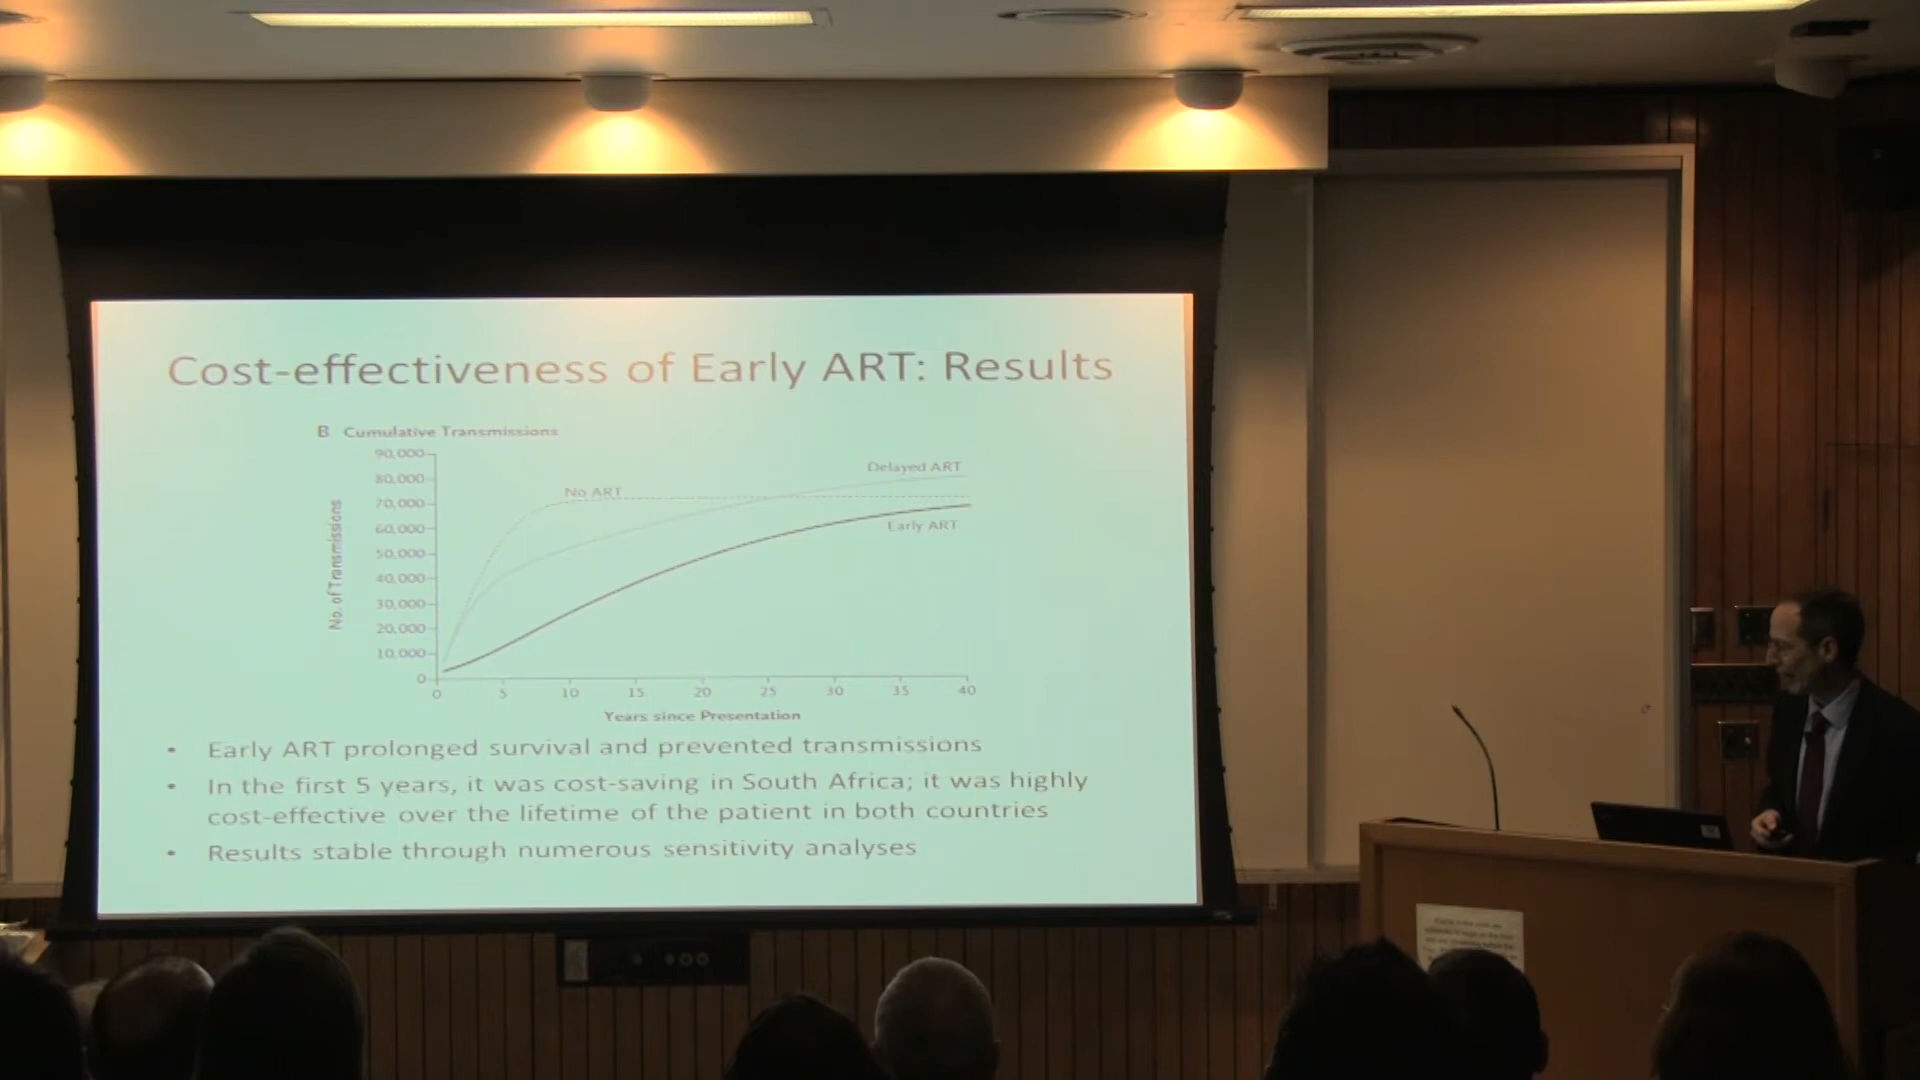 Cost-effectiveness of Early ART: Results
B Cumulative Transmissions
90,000
80,000
70,000
60,000
50,000
40,000
30,000
20,000
10,000
0
No. of Transmissions
No ART
Delayed ART
Early ART
0 5 10 15 20 25 30 35 40
Years since Presentation
• Early ART prolonged survival and prevented transmissions
• In the first 5 years, it was cost-saving in South Africa; it was highly
cost-effective over the lifetime of the patient in both countries
• Results stable through numerous sensitivity analyses